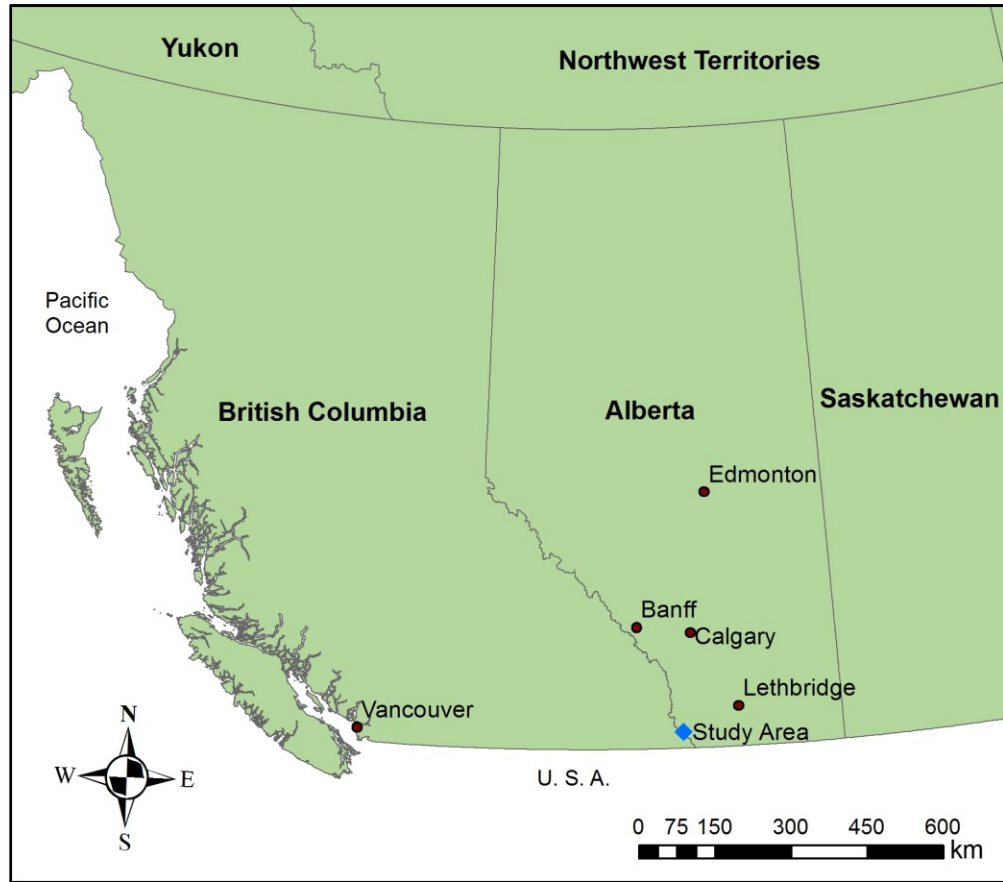 Yukon
Northwest Territories
Pacific
Ocean
British Columbia
Alberta
Saskatchewan
Edmonton
Banff
Calgary
Lethbridge
Vancouver
Study Area
N
W
E
S
U. S. A.
0 75 150 300 450 600
km